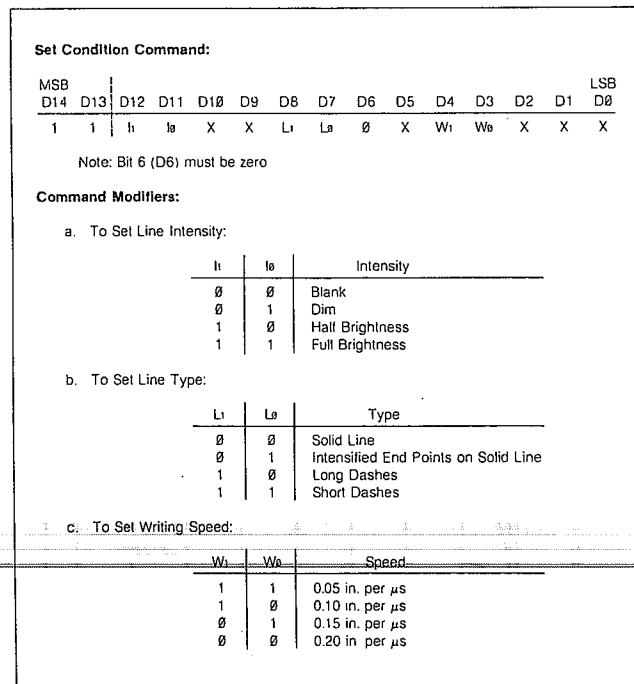 Set Condition Command:
MSB LSB
D14 D13 D12 D11 D10 D9 D8 D7 D6 D5 D4 D3 D2 D1 D0
1 1 I1 I0 X X L1 L0 0 X W1 W0 X X X
Note: Bit 6 (D6) must be zero
Command Modifiers:
a. To Set Line Intensity:
I1 I0 Intensity
0 0 Blank
0 1 Dim
1 0 Half Brightness
1 1 Full Brightness
b. To Set Line Type:
L1 L0 Type
0 0 Solid Line
0 1 Intensified End Points on Solid Line
1 0 Long Dashes
1 1 Short Dashes
c. To Set Writing Speed:
W1 W0 Speed
1 1 0.05 in. per μs
1 0 0.10 in. per μs
0 1 0.15 in. per μs
0 0 0.20 in per μs